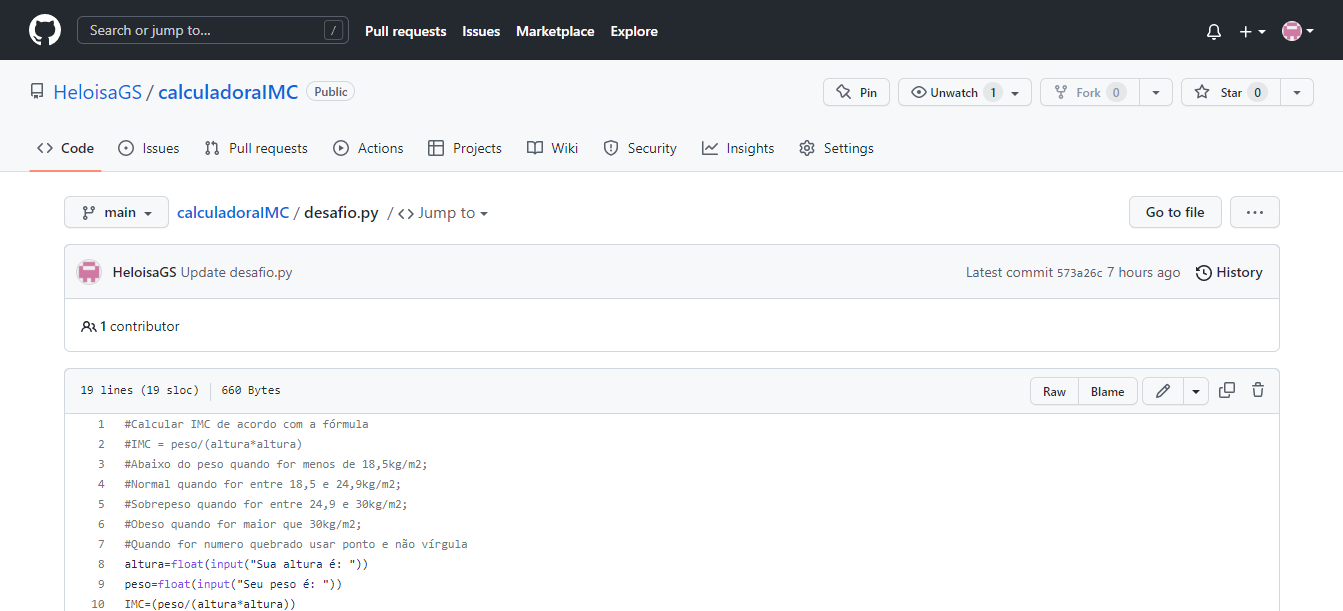 Search or jump to... /
Pull requests Issues Marketplace Explore
HeloisaGS / calculadoraIMC Public
Pin Unwatch 1 Fork 0 Star 0
Code Issues Pull requests Actions Projects Wiki Security Insights Settings
main calculadoraIMC / desafio.py / <> Jump to Go to file ...
HeloisaGS Update desafio.py Latest commit 573a26c 7 hours ago History
1 contributor
19 lines (19 sloc) 660 Bytes Raw Blame
1 #Calcular IMC de acordo com a fórmula
2 #IMC = peso/(altura*altura)
3 #Abaixo do peso quando for menos de 18,5kg/m2;
4 #Normal quando for entre 18,5 e 24,9kg/m2;
5 #Sobrepeso quando for entre 24,9 e 30kg/m2;
6 #Obeso quando for maior que 30kg/m2;
7 #Quando for numero quebrado usar ponto e não vírgula
8 altura=float(input("Sua altura é: "))
9 peso=float(input("Seu peso é: "))
10 IMC=(peso/(altura*altura))